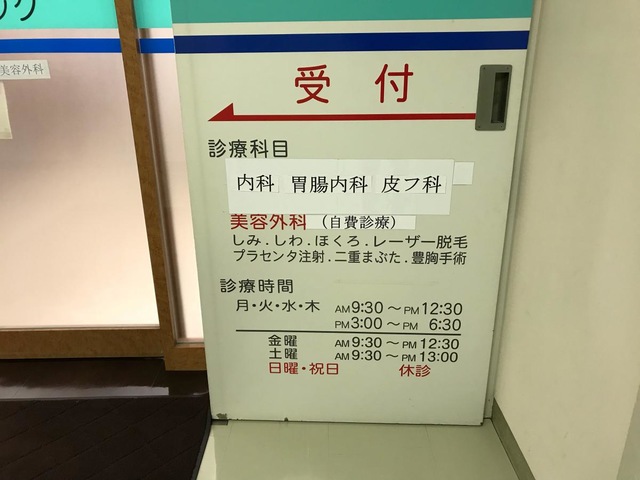 美容外科
受付
診療科目
内科 胃腸内科 皮フ科
美容外科（自費診療）
しみ．しわ．ほくろ．レーザー脱毛
プラセンタ注射．二重まぶた．豊胸手術
診療時間
月・火・水・木 AM9:30～PM12:30
PM3:00～PM6:30
金曜 AM9:30～PM12:30
土曜 AM9:30～PM13:00
日曜・祝日 休診